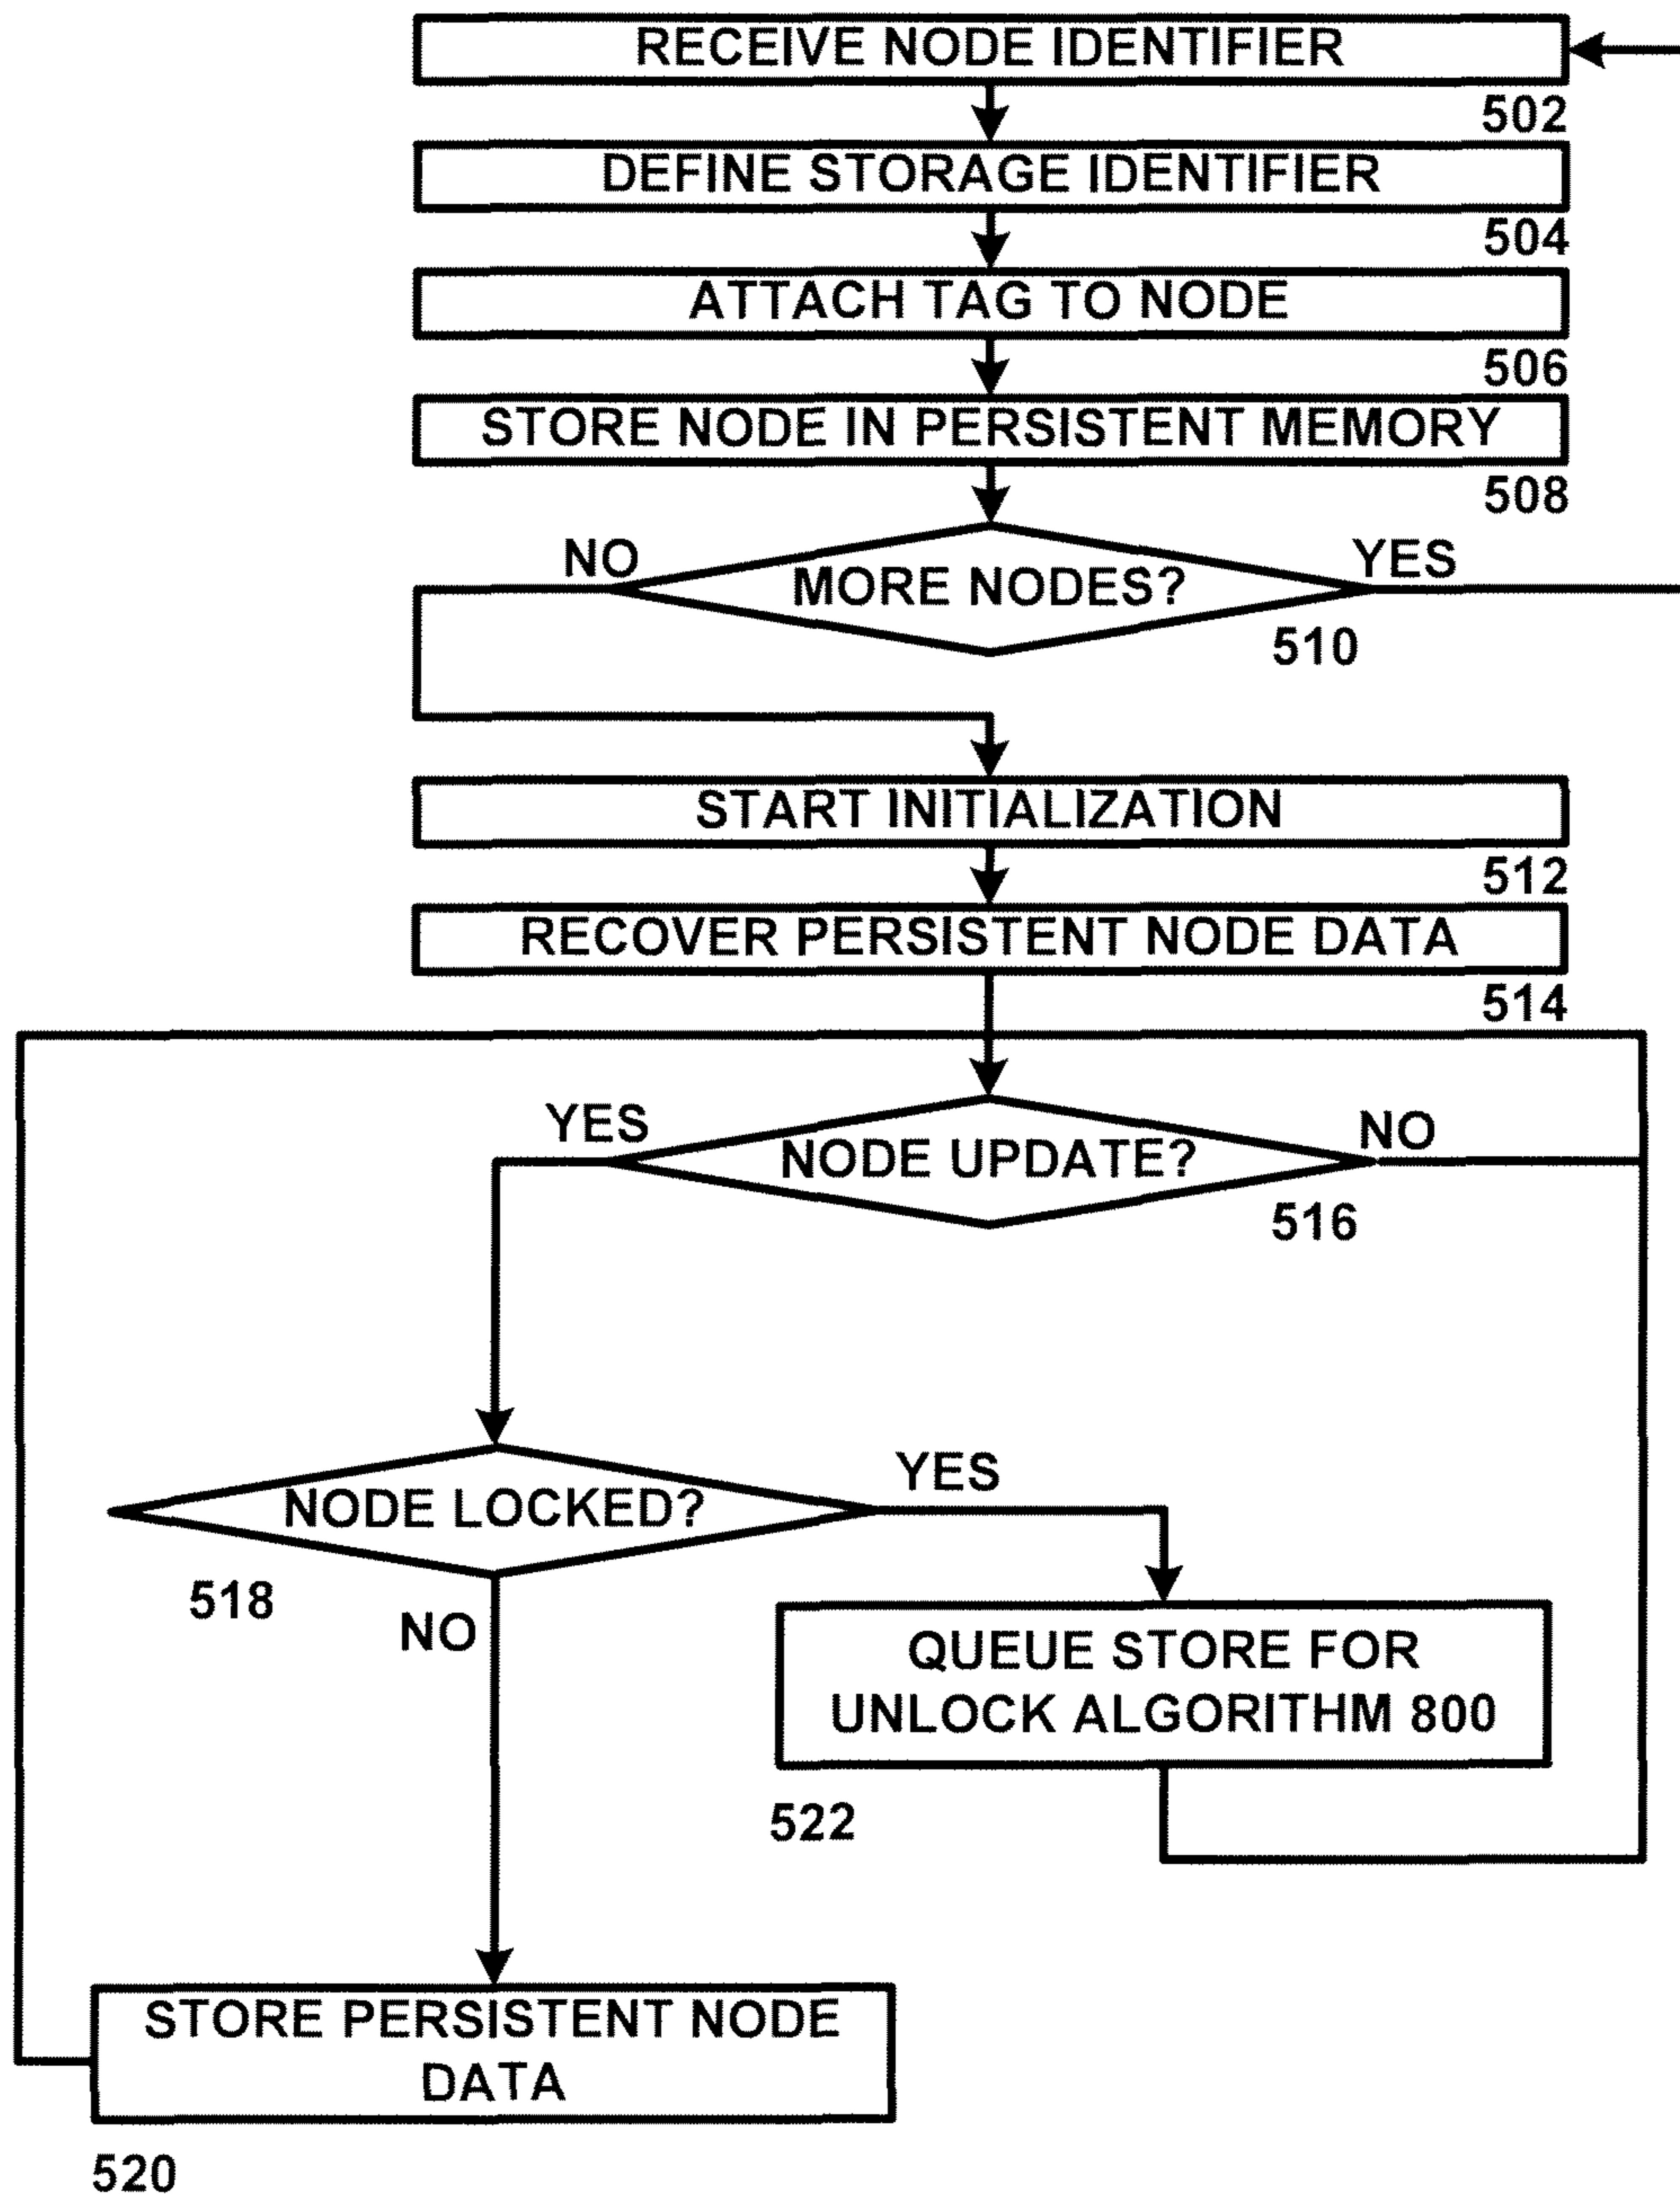 RECEIVE NODE IDENTIFIER
502
DEFINE STORAGE IDENTIFIER
504
ATTACH TAG TO NODE
506
STORE NODE IN PERSISTENT MEMORY
508
NO
YES
MORE NODES?
510
START INITIALIZATION
512
RECOVER PERSISTENT NODE DATA
514
YES
NO
NODE UPDATE?
516
YES
NODE LOCKED?
518
NO
QUEUE STORE FOR
UNLOCK ALGORITHM 800
522
STORE PERSISTENT NODE
DATA
520